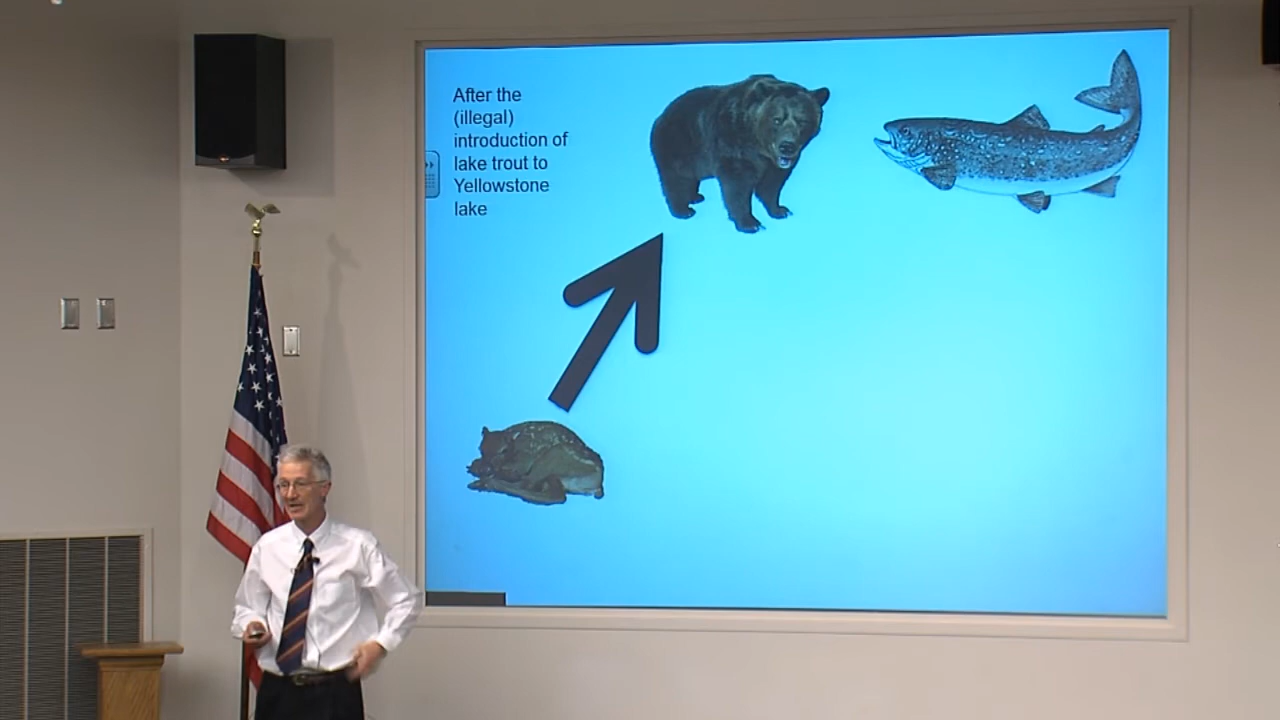 After the
(illegal)
introduction of
lake trout to
Yellowstone
lake